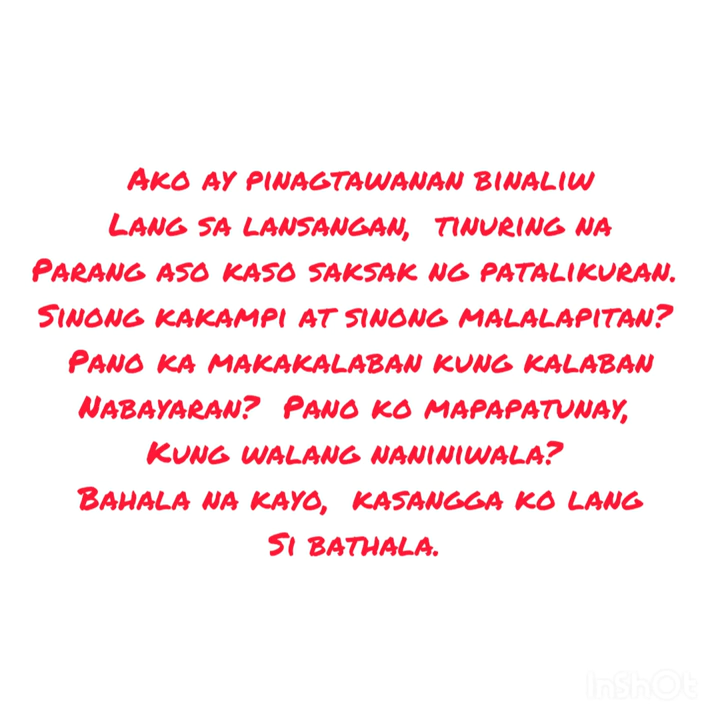 Ako ay pinagtawanan binaliw
Lang sa lansangan, tinuring na
Parang aso kaso saksak ng patalikuran.
Sinong kakampi at sinong malalapitan?
Pano ka makakalaban kung kalaban
Nabayaran? Pano ko mapapatunay,
Kung walang naniniwala?
Bahala na kayo, kasangga ko lang
Si bathala.
InShOt